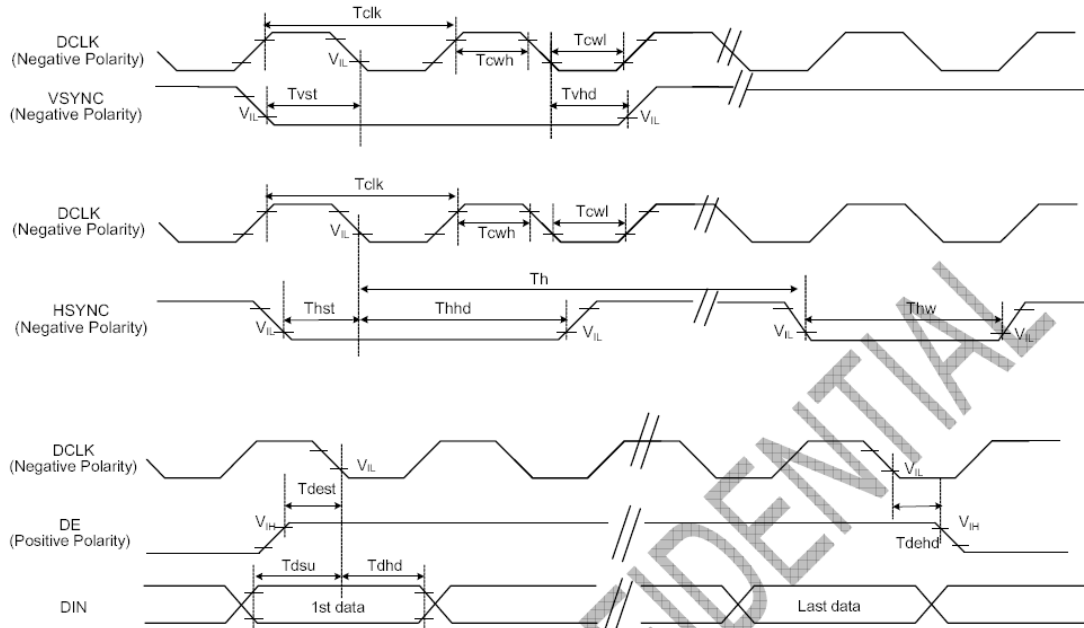 Tclk
DCLK
(Negative Polarity)
VIL
Tcwh
Tcwl
VSYNC
(Negative Polarity)
VIL
Tvst
Tvhd
VIL
Tclk
DCLK
(Negative Polarity)
VIL
Tcwh
Tcwl
Th
HSYNC
(Negative Polarity)
VIL
Thst
Thhd
VIL
VIL
Thw
VIL
DCLK
(Negative Polarity)
VIL
VIL
Tdest
DE
(Positive Polarity)
VIH
VIH
Tdehd
Tdsu
Tdhd
DIN
1st data
Last data
FIDENTIAL